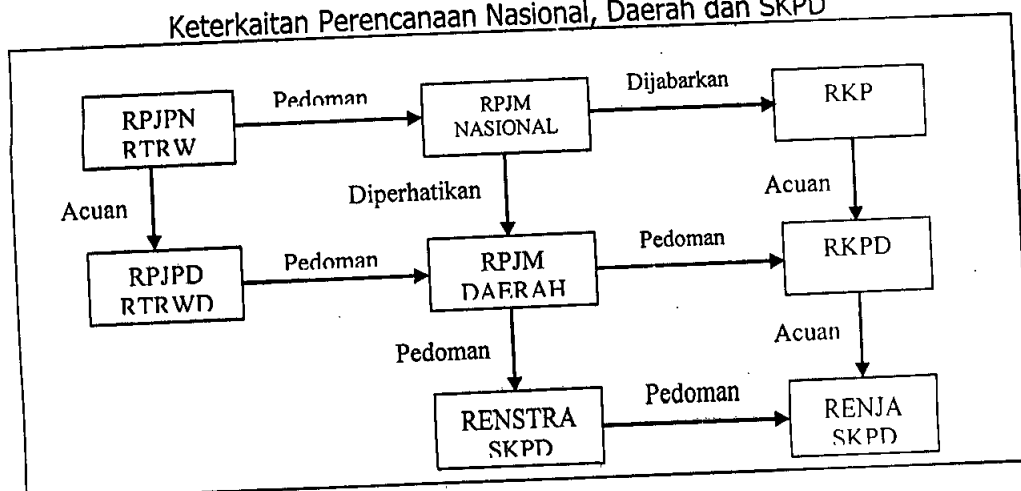 Keterkaitan Perencanaan Nasional, Daerah dan SKPD
RPJPN
RTRW
Pedoman
RPJM
NASIONAL
Dijabarkan
RKP
Acuan
Diperhatikan
Acuan
RPJPD
RTRWD
Pedoman
RPJM
DAERAH
Pedoman
RKPD
Pedoman
Acuan
RENSTRA
SKPD
Pedoman
RENJA
SKPD